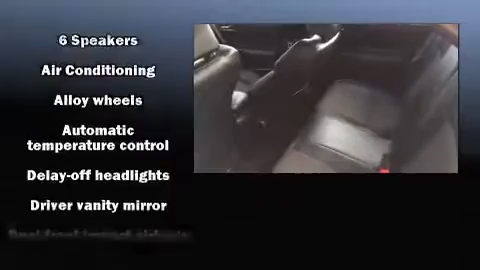 6 Speakers
Air Conditioning
Alloy wheels
Automatic
temperature control
Delay-off headlights
Driver vanity mirror